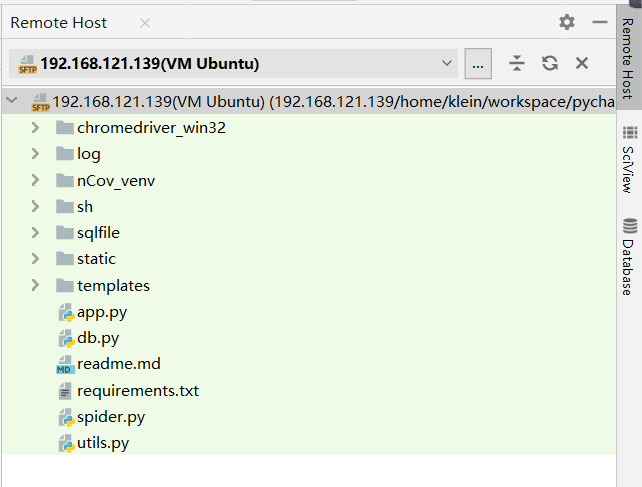 Remote Host
SFTP 192.168.121.139(VM Ubuntu)
...
SFTP 192.168.121.139(VM Ubuntu) (192.168.121.139/home/klein/workspace/pycha
chromedriver_win32
log
nCov_venv
sh
sqlfile
static
templates
app.py
db.py
MD readme.md
requirements.txt
spider.py
utils.py
Remote Host
SciView
Database